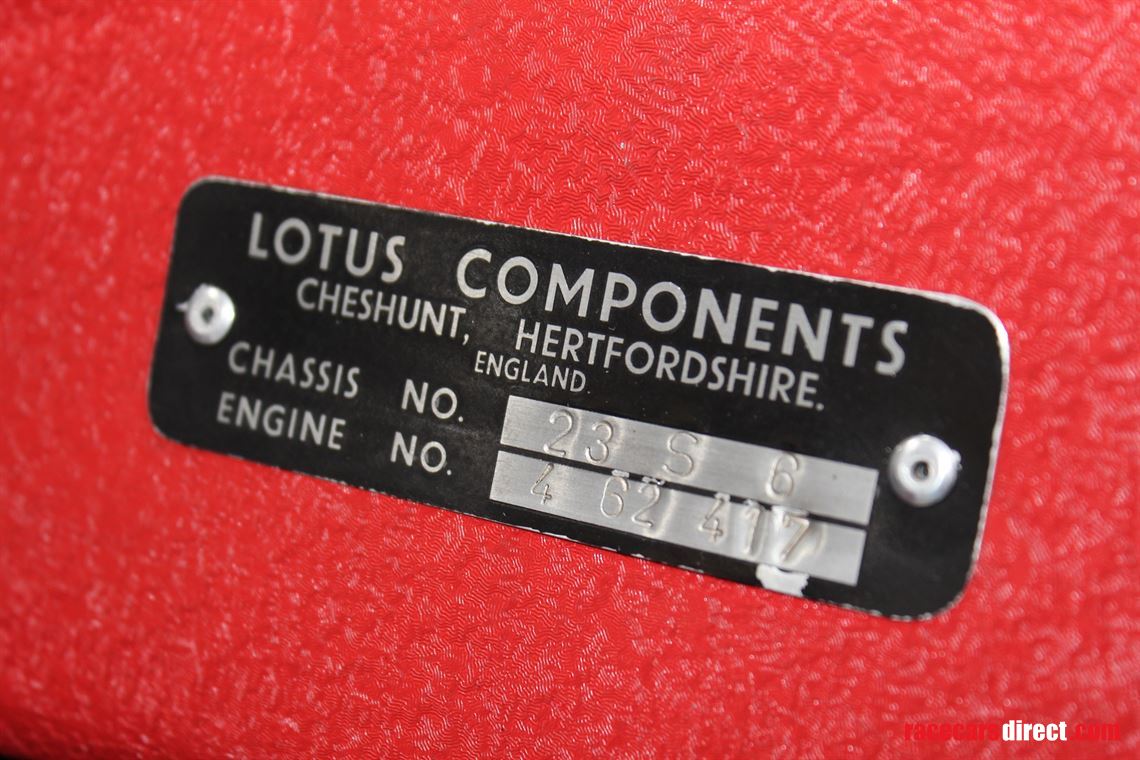 LOTUS COMPONENTS
CHESHUNT, HERTFORDSHIRE.
ENGLAND.
CHASSIS NO. 23 S 6
ENGINE NO. 4 62 417
racecarsdirect.com